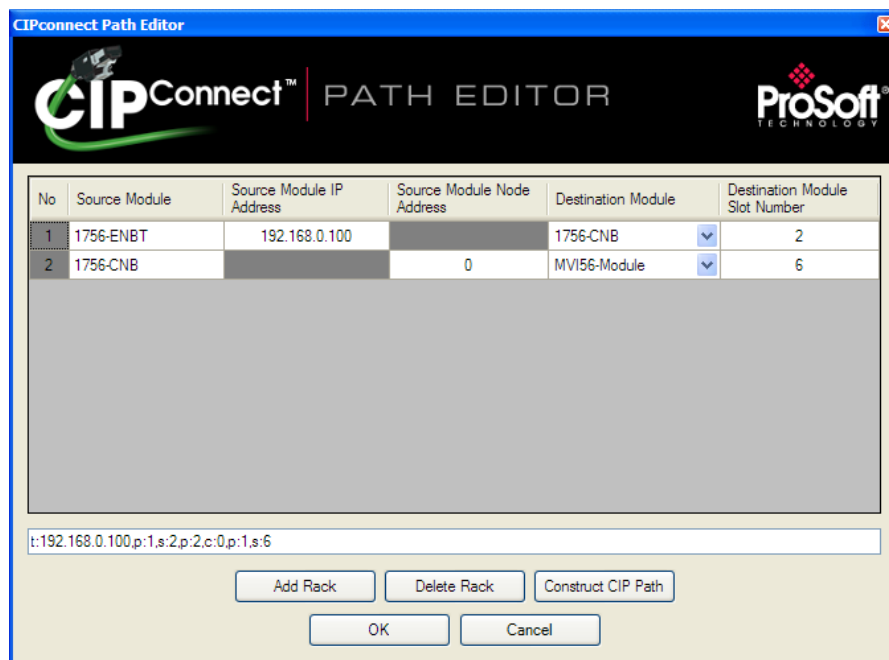 CIPconnect Path Editor
CIPConnect™ PATH EDITOR
ProSoft®
TECHNOLOGY
No Source Module Source Module IP Address Source Module Node Address Destination Module Destination Module Slot Number
1 1756-ENBT 192.168.0.100 1756-CNB 2
2 1756-CNB 0 MVI56-Module 6
t:192.168.0.100,p:1,s:2,p:2,c:0,p:1,s:6
Add Rack Delete Rack Construct CIP Path
OK Cancel